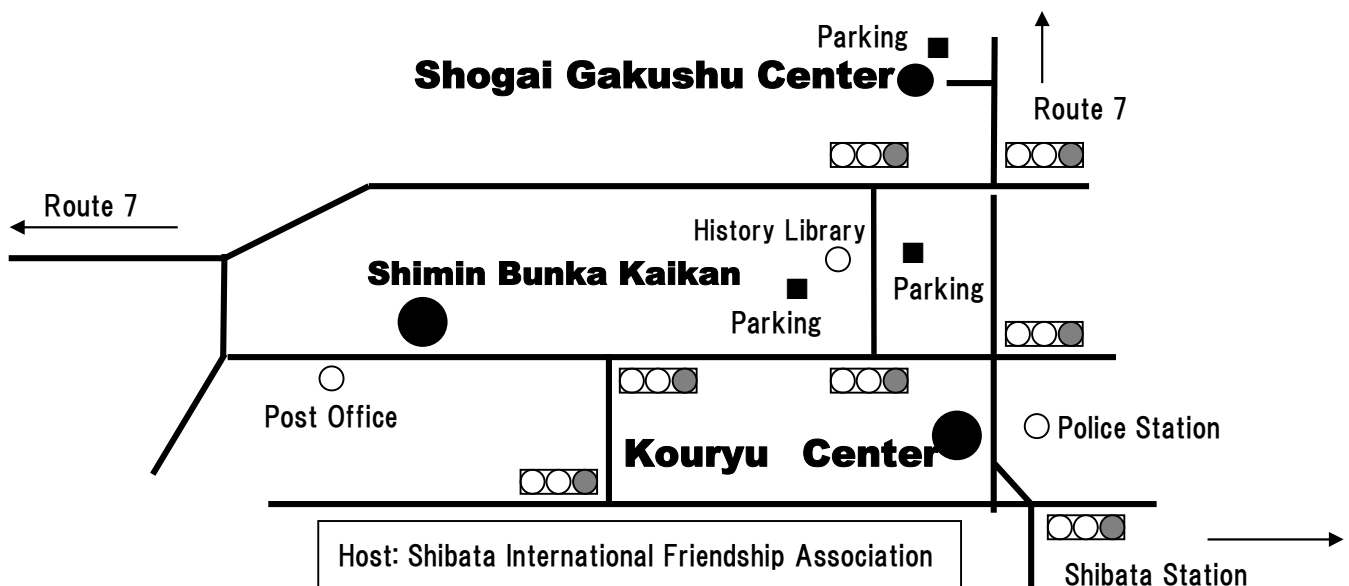 Parking
Shogai Gakushu Center
Route 7
Route 7
History Library
Shimin Bunka Kaikan
Parking
Parking
Post Office
Police Station
Kouryu Center
Host: Shibata International Friendship Association
Shibata Station